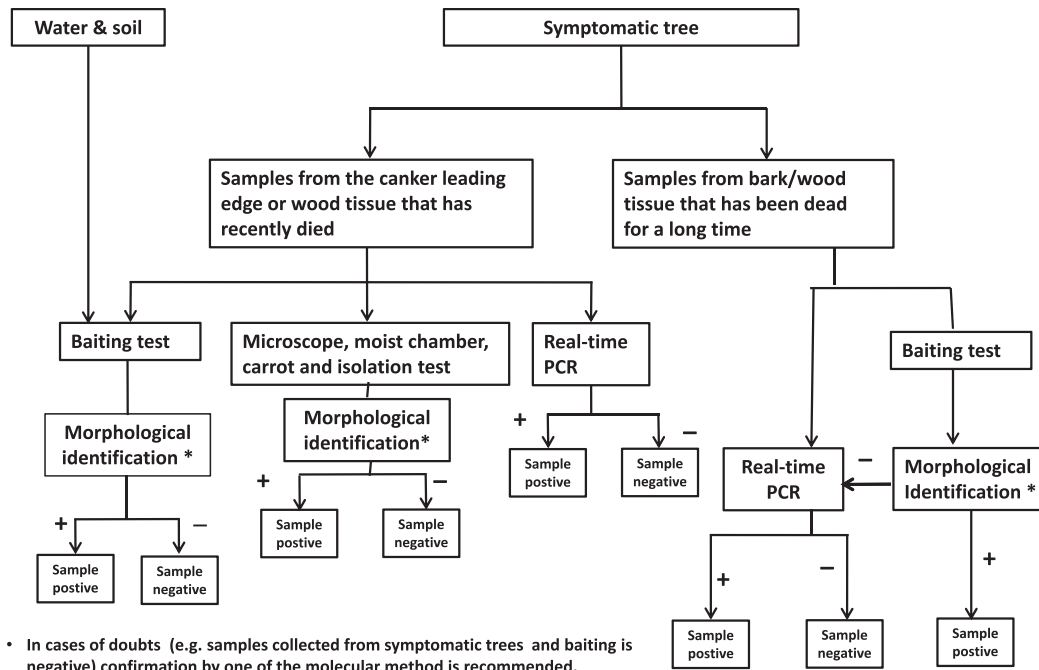 Water & soil
Symptomatic tree
Samples from the canker leading
edge or wood tissue that has
recently died
Samples from bark/wood
tissue that has been dead
for a long time
Baiting test
Microscope, moist chamber,
carrot and isolation test
Real-time
PCR
Baiting test
Morphological
identification *
Morphological
identification*
+
−
Sample
postive
Sample
negative
Real-time
PCR
−
Morphological
Identification *
+
−
Sample
postive
Sample
negative
+
−
Sample
postive
Sample
negative
+
−
+
Sample
postive
Sample
negative
Sample
postive
• In cases of doubts (e.g. samples collected from symptomatic trees and baiting is
negative) confirmation by one of the molecular method is recommended.